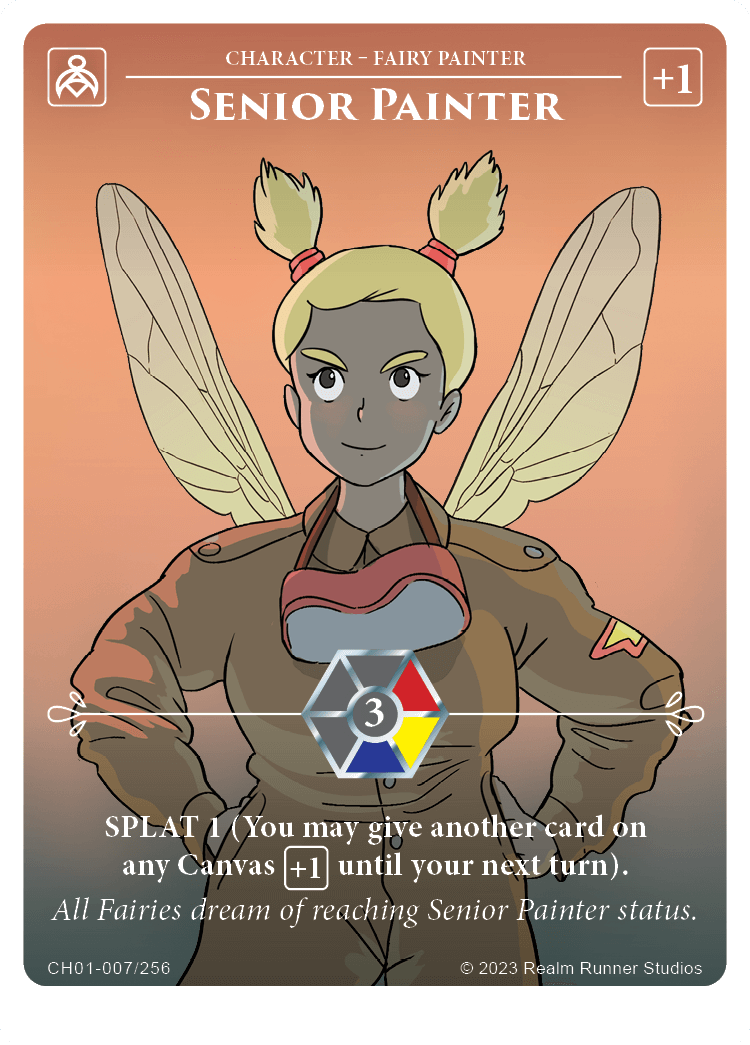 CHARACTER – FAIRY PAINTER
+1
SENIOR PAINTER
3
SPLAT 1 (You may give another card on
any Canvas +1 until your next turn).
All Fairies dream of reaching Senior Painter status.
CH01-007/256
© 2023 Realm Runner Studios